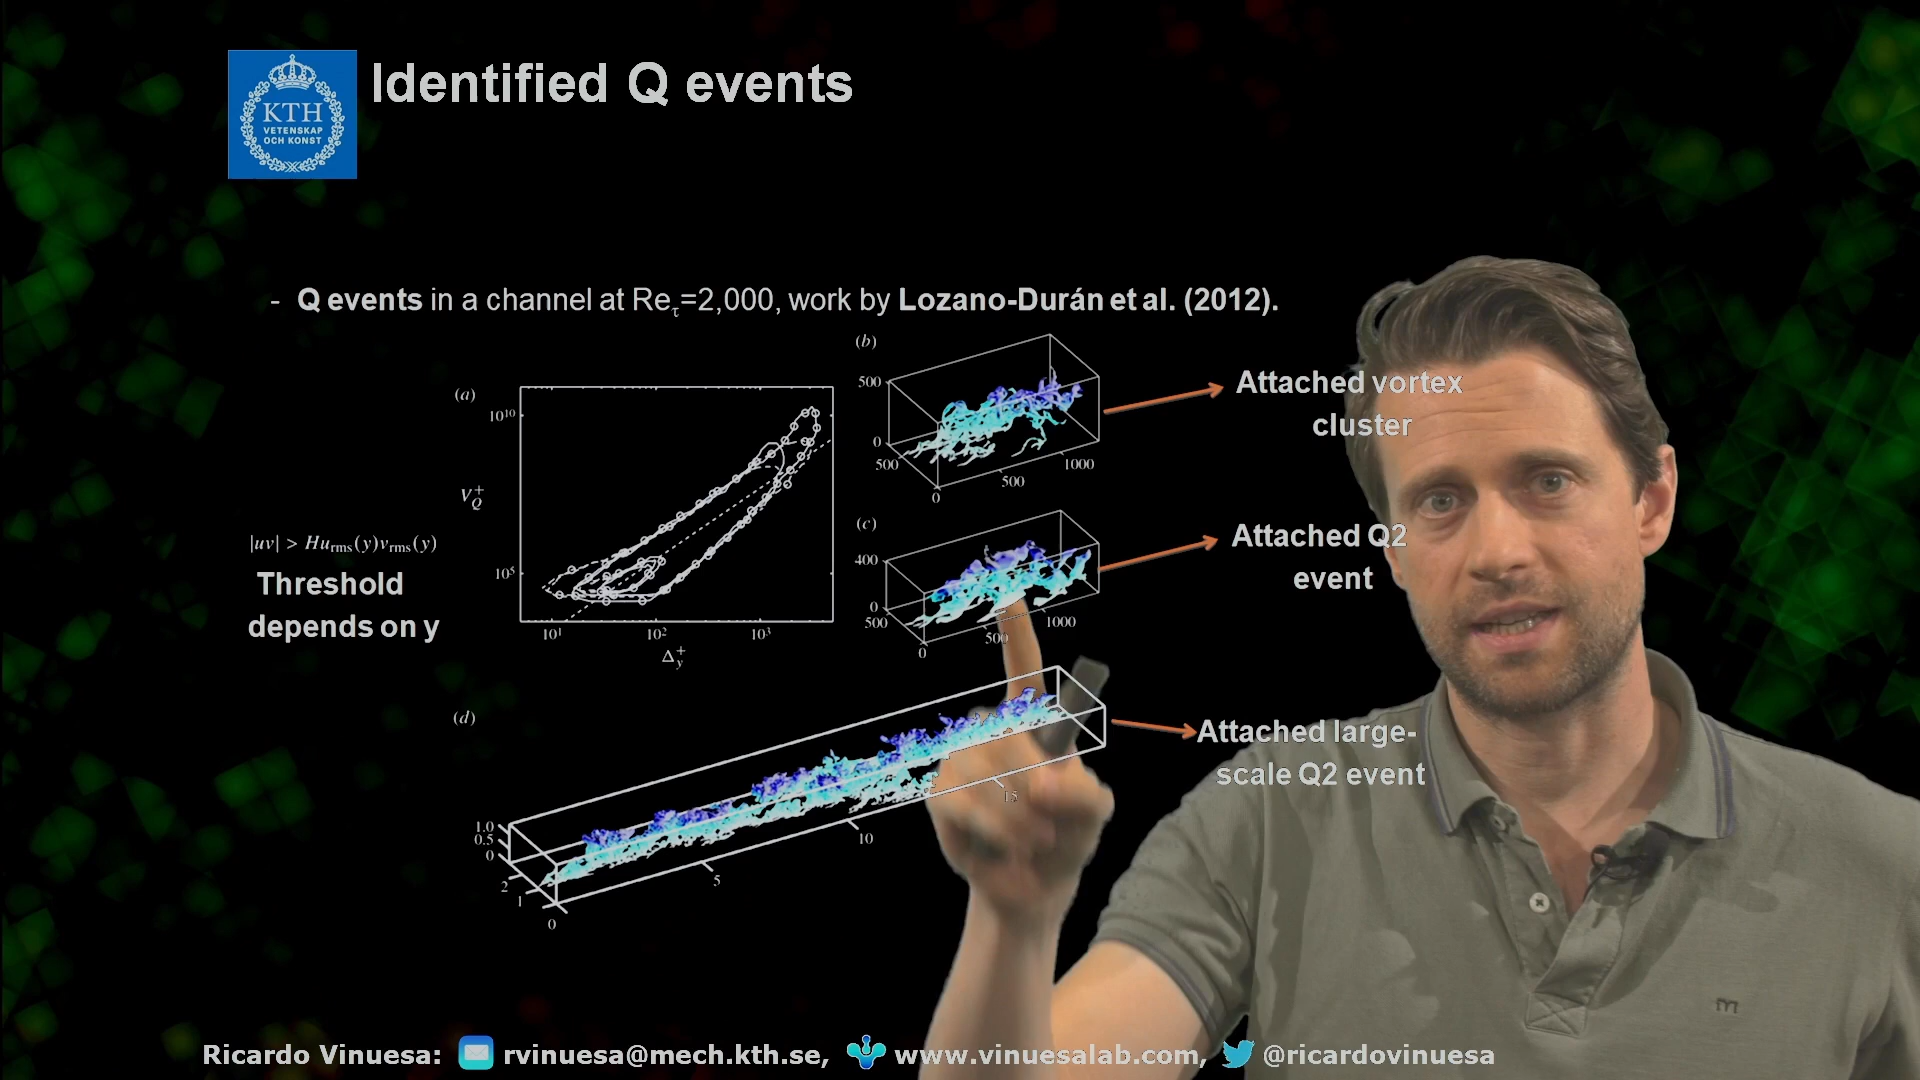 KTH
VETENSKAP
OCH KONST
Identified Q events
- Q events in a channel at Reτ=2,000, work by Lozano-Durán et al. (2012).
(a)
10¹⁰
10⁵
V_Q⁺
10¹ 10² 10³
Δ_y⁺
|uv| > Hu_rms(y)v_rms(y)
Threshold
depends on y
(b)
500
0
500
0
500
1000
Attached vortex
cluster
(c)
400
0
500
0
500
1000
Attached Q2
event
(d)
1.0
0.5
0
2
1
0
5
10
15
Attached large-
scale Q2 event
m
Ricardo Vinuesa: rvinuesa@mech.kth.se, www.vinuesalab.com, @ricardovinuesa